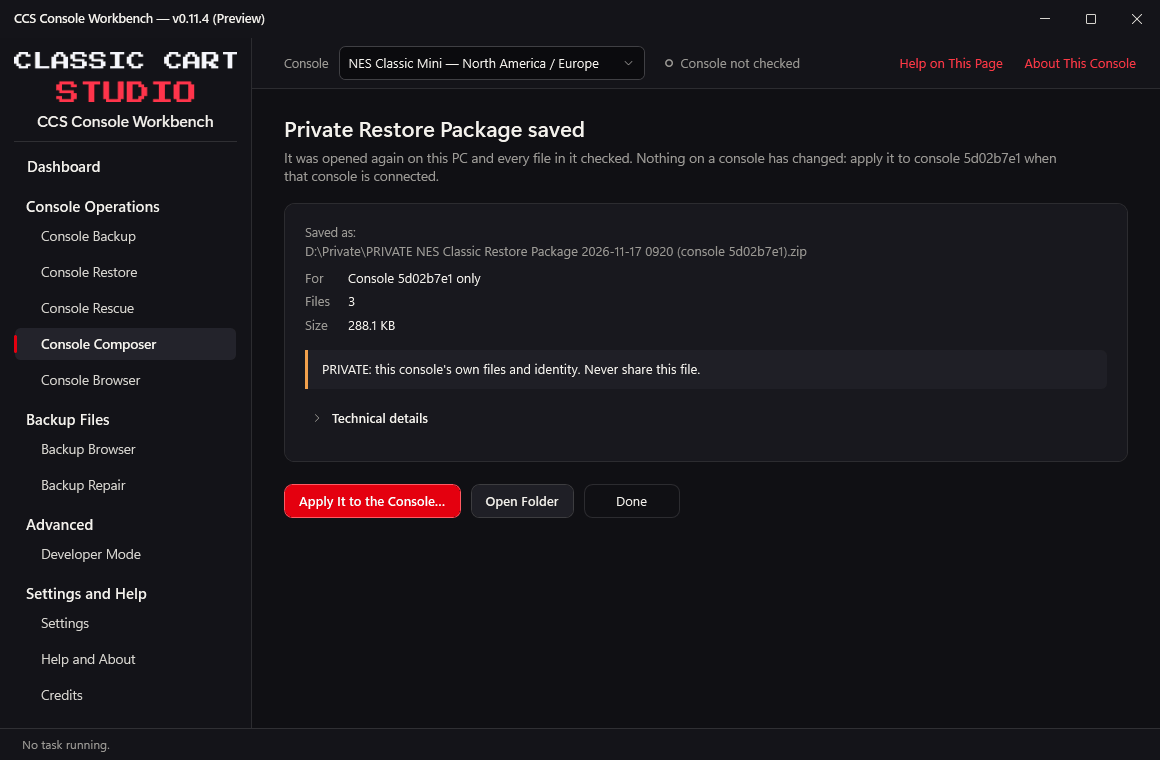 CCS Console Workbench — v0.11.4 (Preview)
CLASSIC CART
STUDIO
CCS Console Workbench
Dashboard
Console Operations
Console Backup
Console Restore
Console Rescue
Console Composer
Console Browser
Backup Files
Backup Browser
Backup Repair
Advanced
Developer Mode
Settings and Help
Settings
Help and About
Credits
Console
NES Classic Mini — North America / Europe
Console not checked
Help on This Page
About This Console
Private Restore Package saved
It was opened again on this PC and every file in it checked. Nothing on a console has changed: apply it to console 5d02b7e1 when
that console is connected.
Saved as:
D:\Private\PRIVATE NES Classic Restore Package 2026-11-17 0920 (console 5d02b7e1).zip
For Console 5d02b7e1 only
Files 3
Size 288.1 KB
PRIVATE: this console's own files and identity. Never share this file.
Technical details
Apply It to the Console...
Open Folder
Done
No task running.